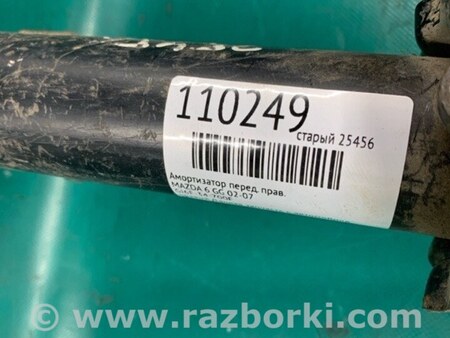 110249
старый 25456
Амортизатор перед. прав.
MAZDA 6 GG 02-07
www.razborki.com